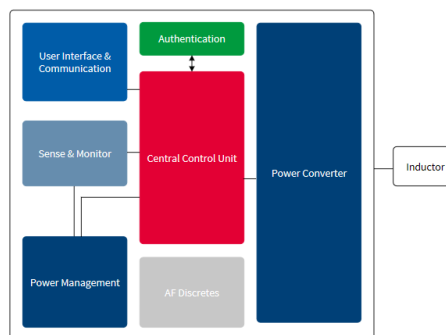 User Interface &
Communication
Authentication
Sense & Monitor
Central Control Unit
Power Converter
Inductor
Power Management
AF Discretes